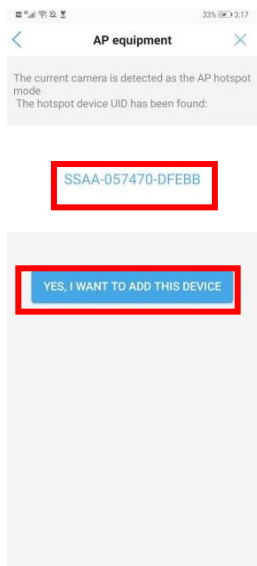 33% 3:17
AP equipment
The current camera is detected as the AP hotspot
mode
The hotspot device UID has been found:
SSAA-057470-DFEBB
YES, I WANT TO ADD THIS DEVICE